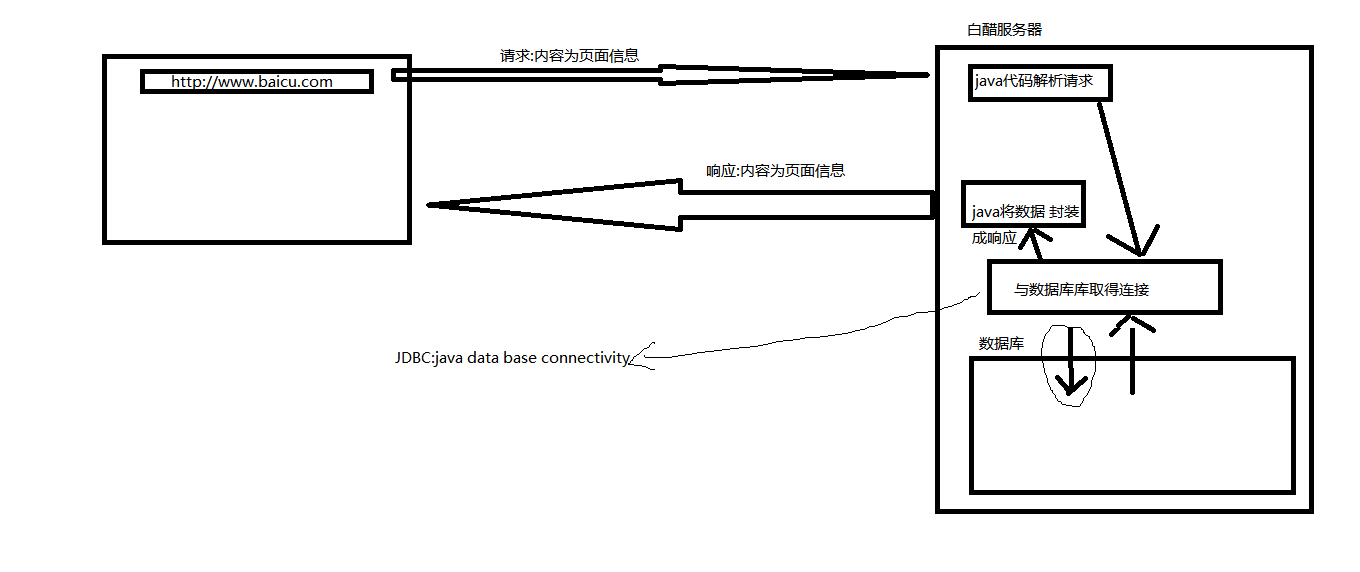 白醋服务器
请求:内容为页面信息
http://www.baicu.com
java代码解析请求
响应:内容为页面信息
java将数据 封装
成响应
与数据库库取得连接
数据库
JDBC:java data base connectivity